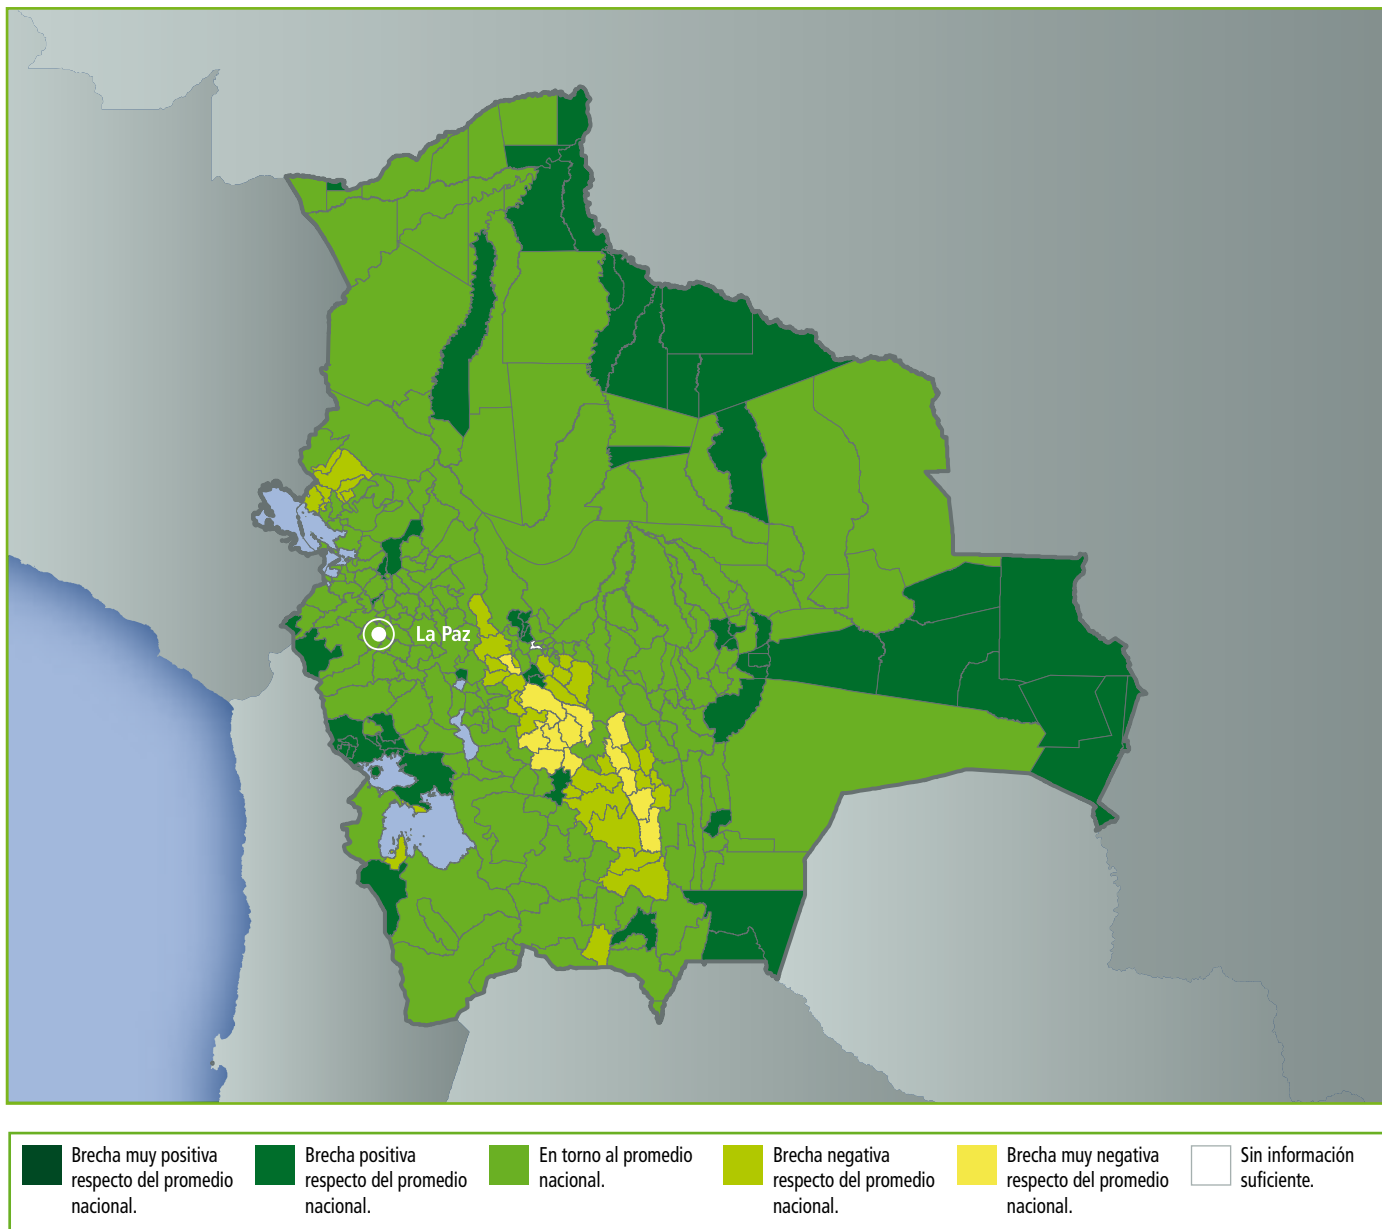 La Paz
Brecha muy positiva
respecto del promedio
nacional.
Brecha positiva
respecto del promedio
nacional.
En torno al promedio
nacional.
Brecha negativa
respecto del promedio
nacional.
Brecha muy negativa
respecto del promedio
nacional.
Sin información
suficiente.